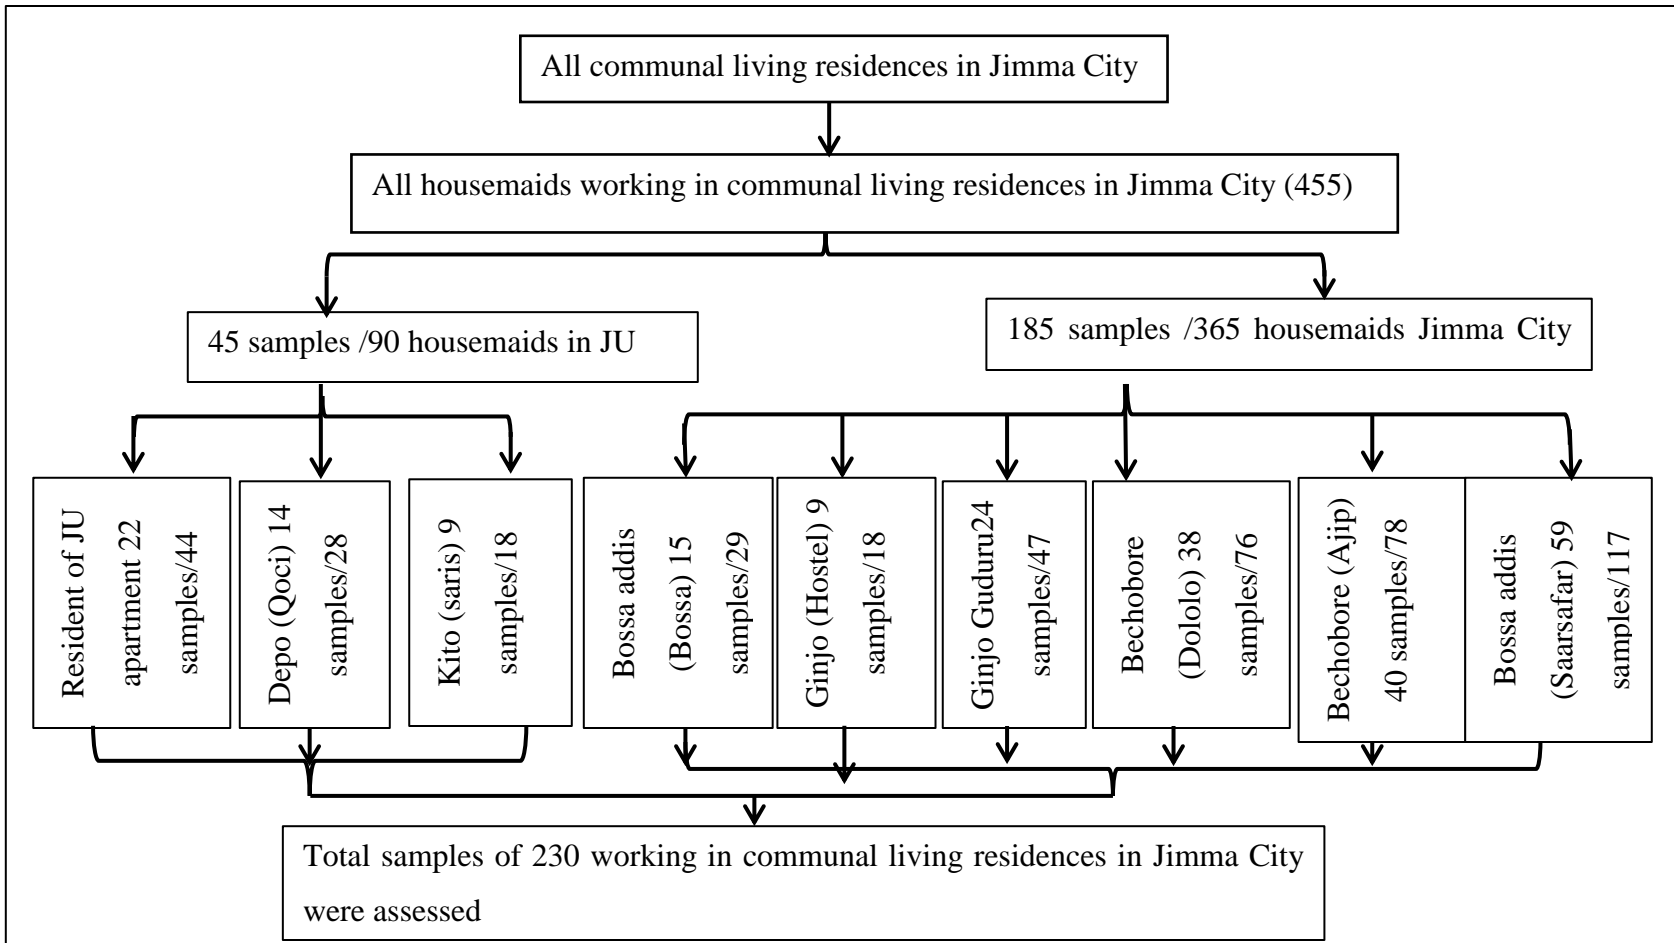 All communal living residences in Jimma City
All housemaids working in communal living residences in Jimma City (455)
45 samples /90 housemaids in JU
185 samples /365 housemaids Jimma City
Resident of JU
apartment 22
samples/44
Depo (Qoci) 14
samples/28
Kito (saris) 9
samples/18
Bossa addis
(Bossa) 15
samples/29
Ginjo (Hostel) 9
samples/18
Ginjo Guduru24
samples/47
Bechobore
(Dololo) 38
samples/76
Bechobore (Ajip)
40 samples/78
Bossa addis
(Saarsafar) 59
samples/117
Total samples of 230 working in communal living residences in Jimma City
were assessed